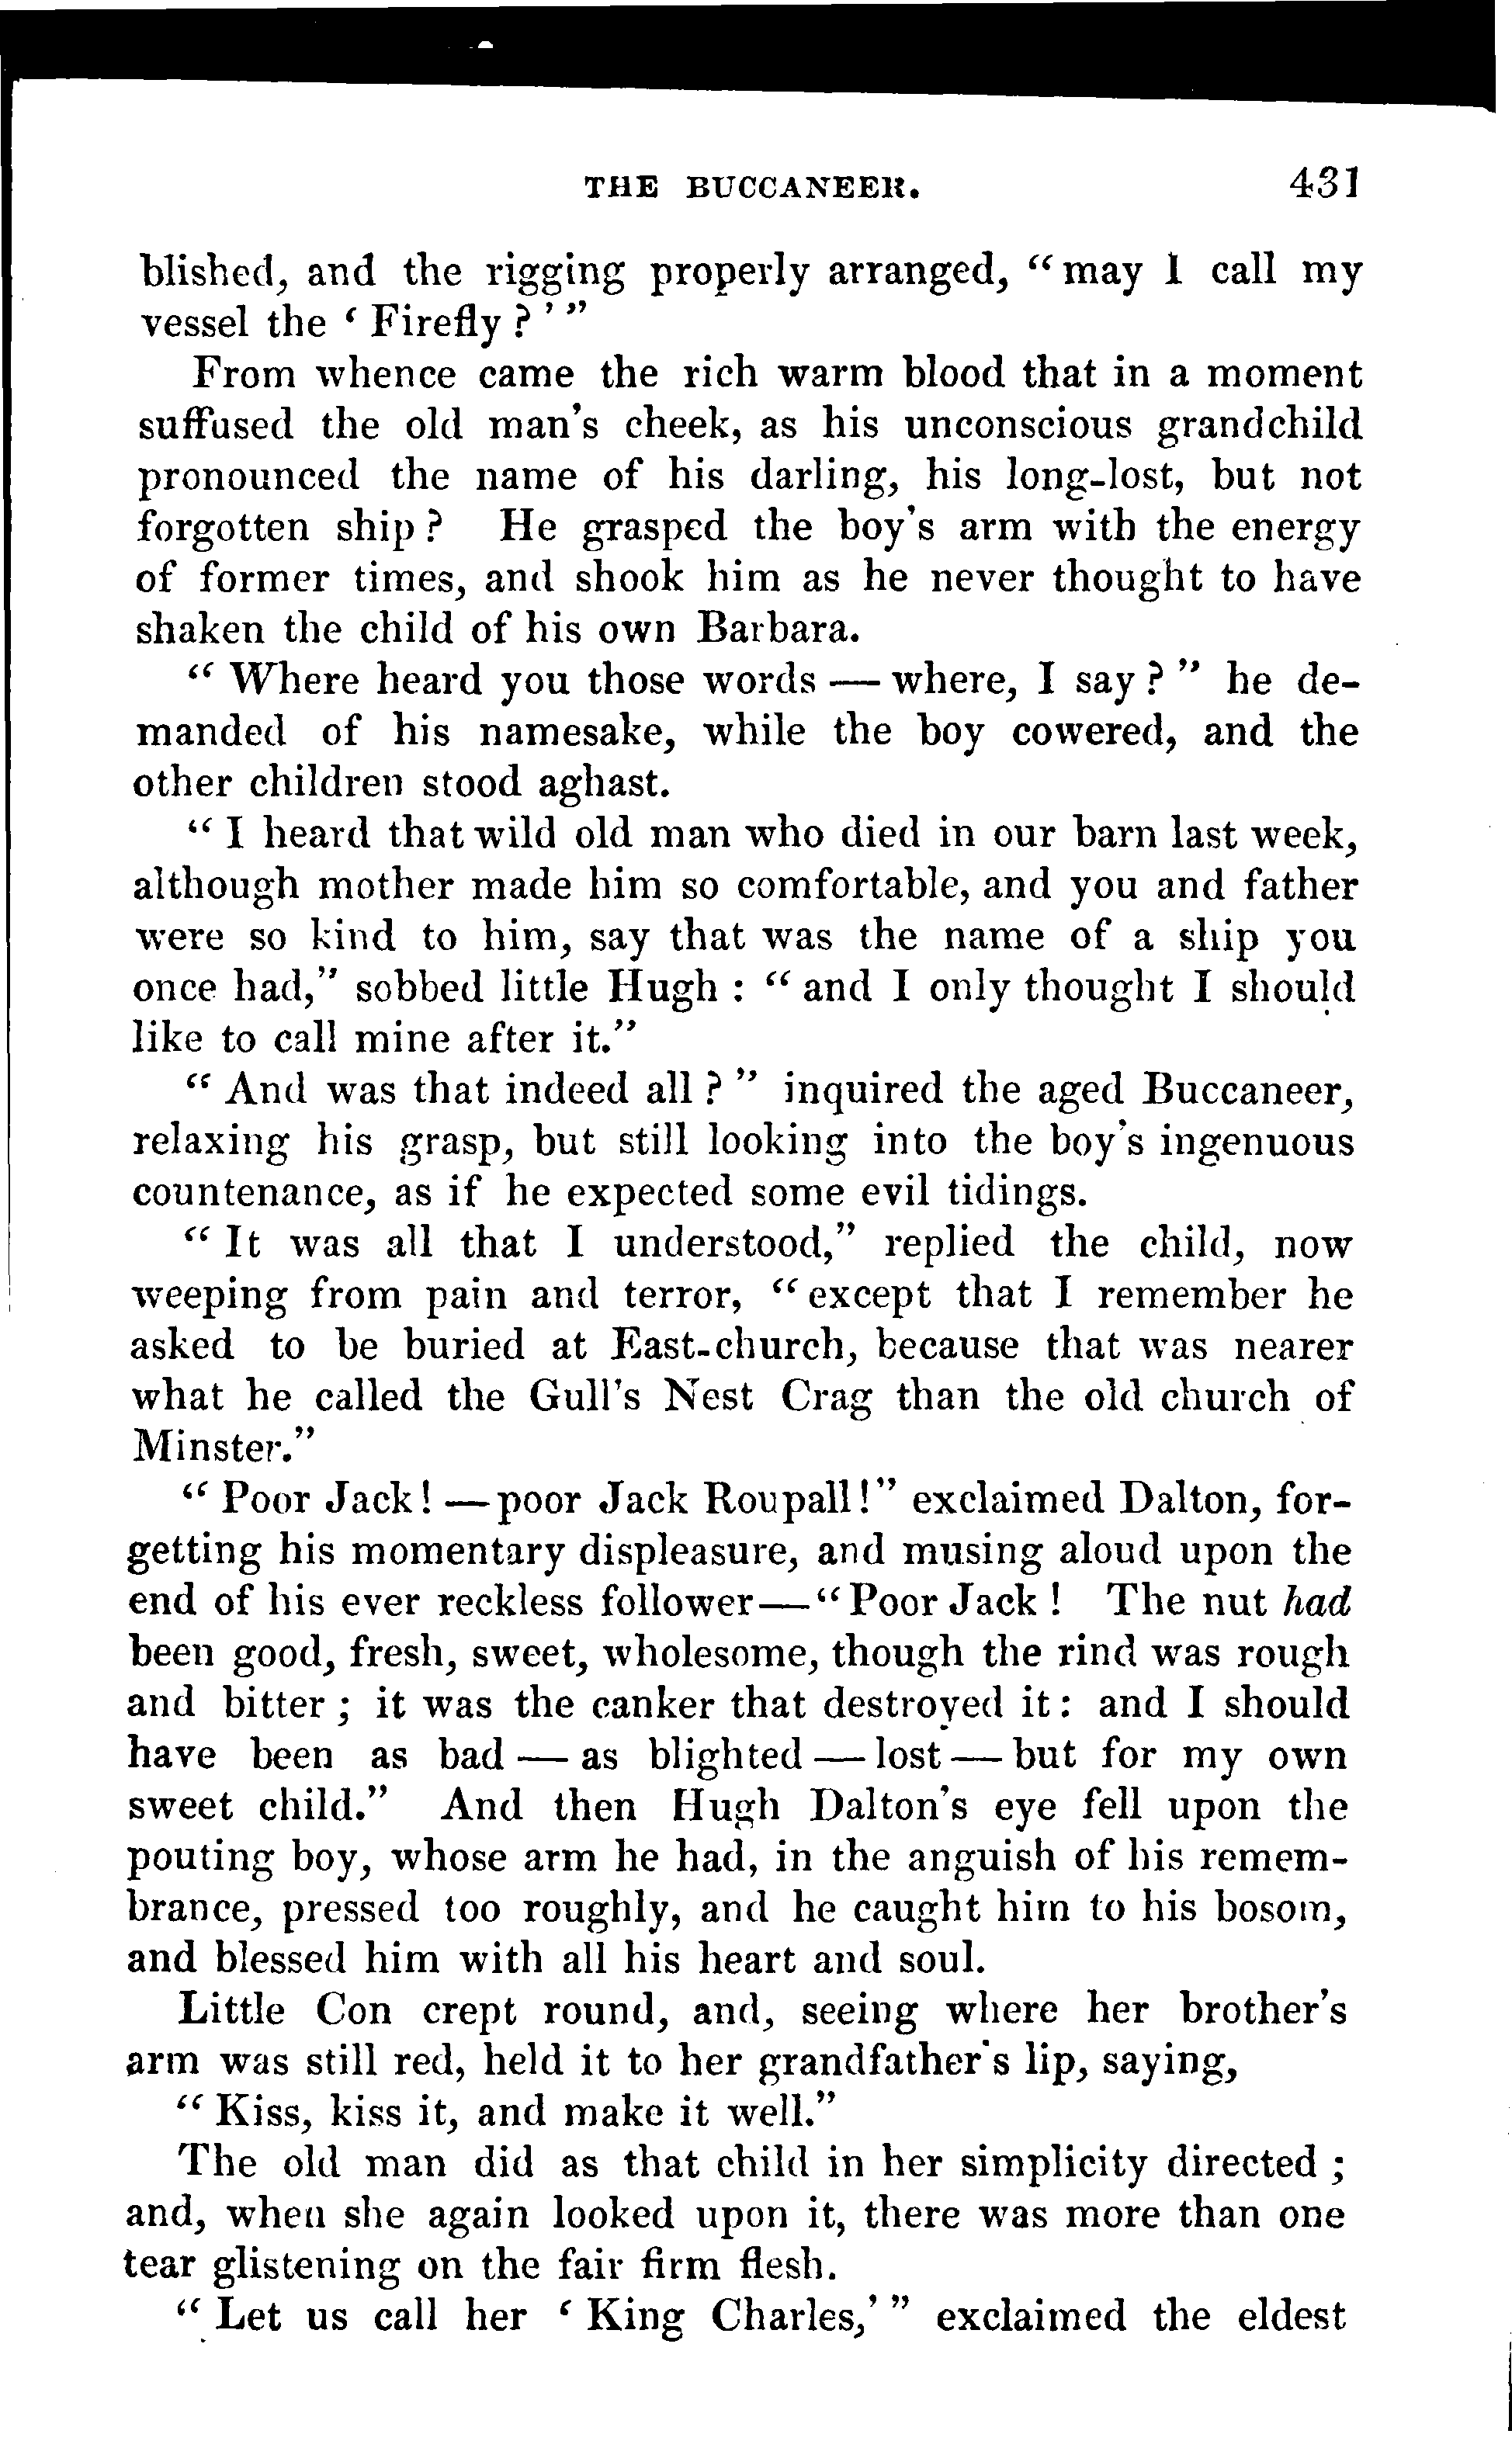 THE BUCCANEER. 431
blished, and the rigging properly arranged, “may I call my
vessel the ‘ Firefly ? ’ ”
From whence came the rich warm blood that in a moment
suffused the old man's cheek, as his unconscious grandchild
pronounced the name of his darling, his long-lost, but not
forgotten ship ? He grasped the boy's arm with the energy
of former times, and shook him as he never thought to have
shaken the child of his own Barbara.
“ Where heard you those words — where, I say ? ” he de-
manded of his namesake, while the boy cowered, and the
other children stood aghast.
“ I heard that wild old man who died in our barn last week,
although mother made him so comfortable, and you and father
were so kind to him, say that was the name of a ship you
once had,” sobbed little Hugh : “ and I only thought I should
like to call mine after it.”
“ And was that indeed all ? ” inquired the aged Buccaneer,
relaxing his grasp, but still looking into the boy's ingenuous
countenance, as if he expected some evil tidings.
“ It was all that I understood,” replied the child, now
weeping from pain and terror, “ except that I remember he
asked to be buried at East-church, because that was nearer
what he called the Gull's Nest Crag than the old church of
Minster.”
“ Poor Jack! — poor Jack Roupall!” exclaimed Dalton, for-
getting his momentary displeasure, and musing aloud upon the
end of his ever reckless follower—“ Poor Jack ! The nut had
been good, fresh, sweet, wholesome, though the rind was rough
and bitter ; it was the canker that destroyed it: and I should
have been as bad — as blighted — lost — but for my own
sweet child.” And then Hugh Dalton's eye fell upon the
pouting boy, whose arm he had, in the anguish of his remem-
brance, pressed too roughly, and he caught him to his bosom,
and blessed him with all his heart and soul.
Little Con crept round, and, seeing where her brother's
arm was still red, held it to her grandfather's lip, saying,
“ Kiss, kiss it, and make it well.”
The old man did as that child in her simplicity directed ;
and, when she again looked upon it, there was more than one
tear glistening on the fair firm flesh.
“ Let us call her ‘ King Charles,’ ” exclaimed the eldest